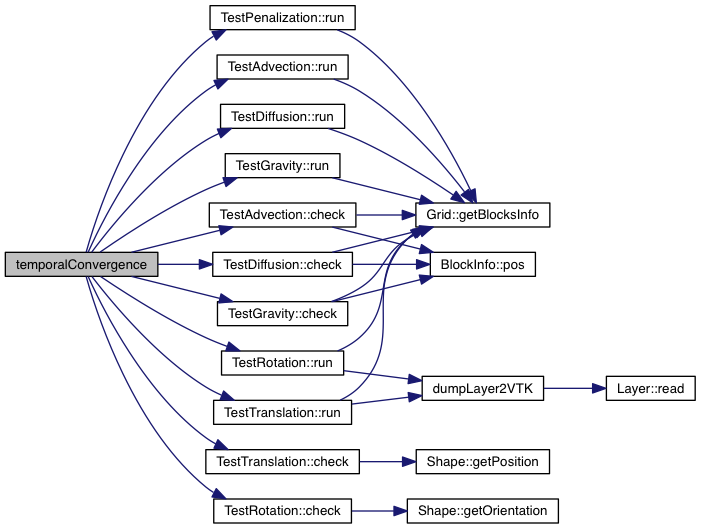 TestPenalization::run
TestAdvection::run
TestDiffusion::run
TestGravity::run
TestAdvection::check
Grid::getBlocksInfo
temporalConvergence
TestDiffusion::check
BlockInfo::pos
TestGravity::check
TestRotation::run
dumpLayer2VTK
Layer::read
TestTranslation::run
TestTranslation::check
Shape::getPosition
TestRotation::check
Shape::getOrientation